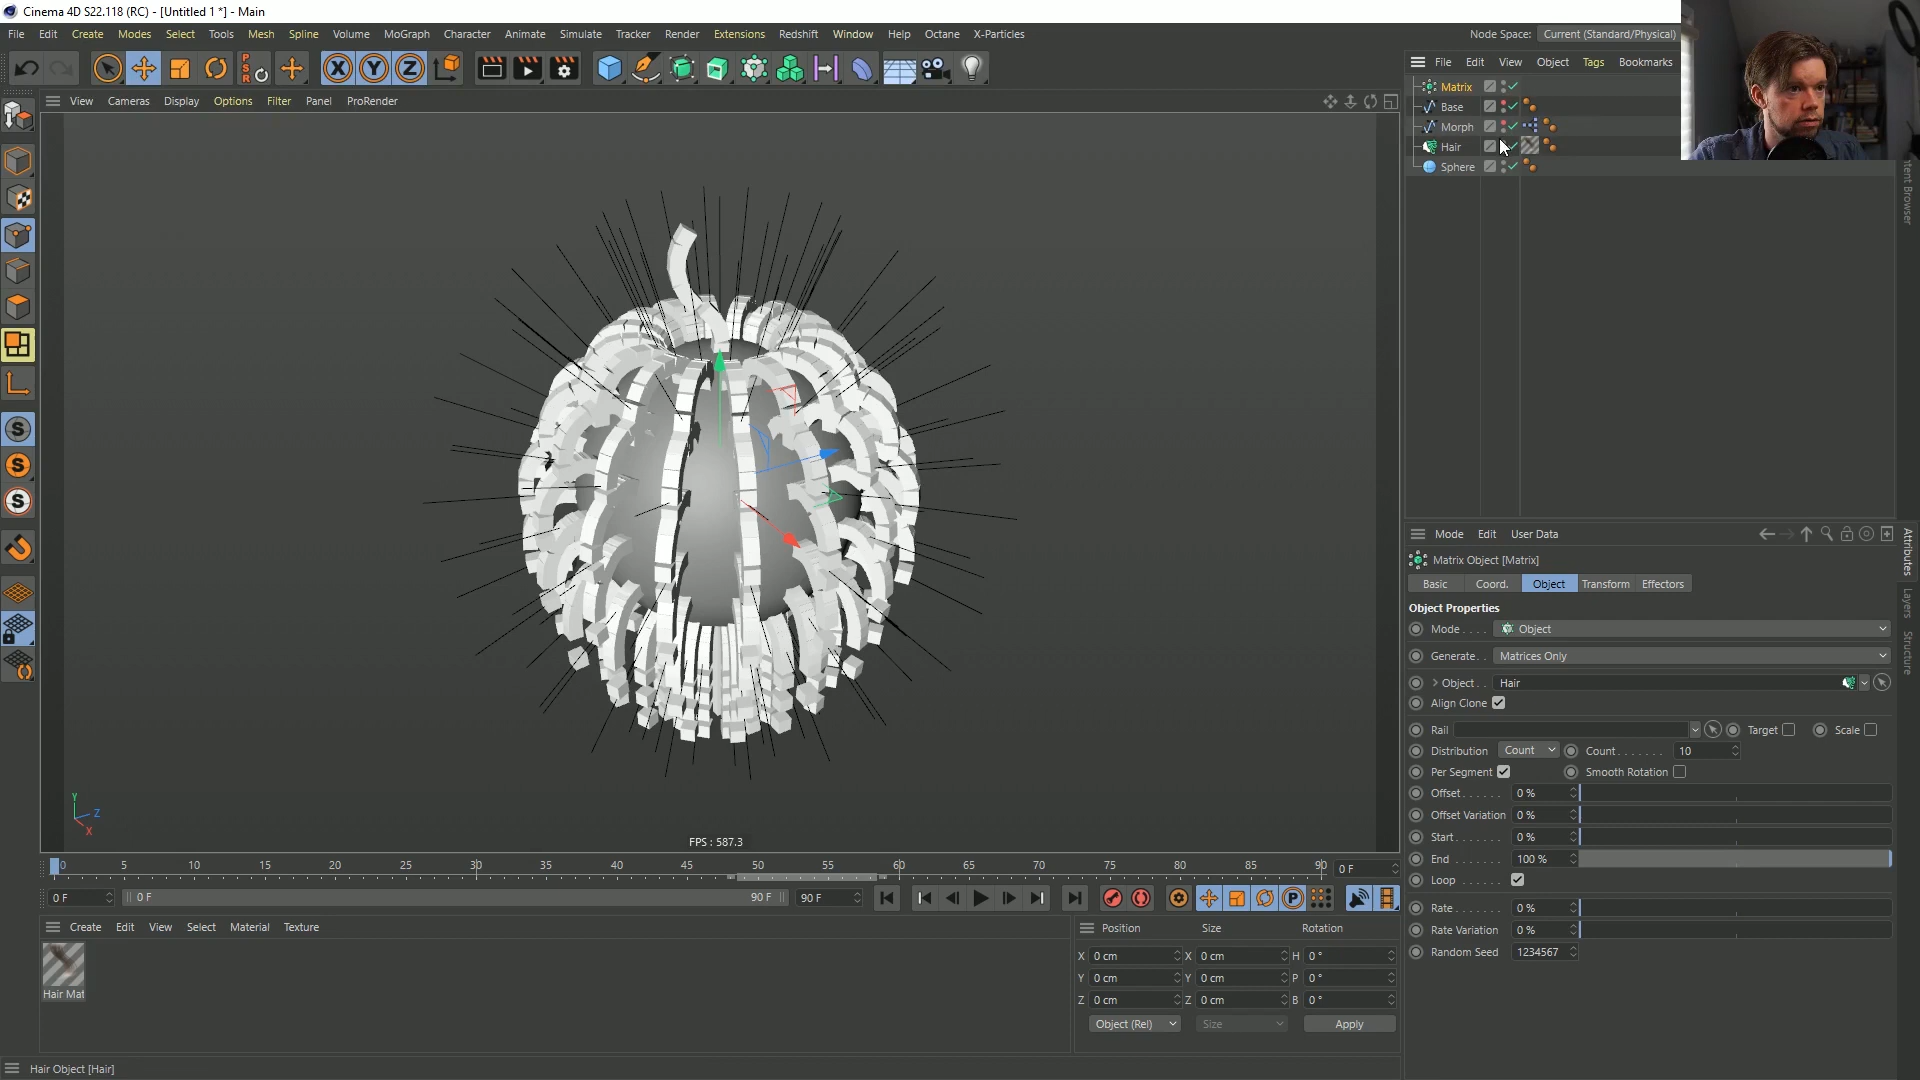 Cinema 4D S22.118 (RC) - [Untitled 1 *] - Main
File Edit Create Modes Select Tools Mesh Spline Volume MoGraph Character Animate Simulate Tracker Render Extensions Redshift Window Help Octane X-Particles
Node Space: Current (Standard/Physical)
PSR X Y Z
File Edit View Object Tags Bookmarks
View Cameras Display Options Filter Panel ProRender
Matrix
Base
Morph
Hair
Sphere
Content Browser
Mode Edit User Data
Matrix Object [Matrix]
Basic Coord. Object Transform Effectors
Object Properties
Mode . . . . Object
Generate . . Matrices Only
Object . . Hair
Align Clone
Rail Target Scale
Distribution Count Count . . . . . . . 10
Per Segment Smooth Rotation
Offset . . . . . . 0 %
Offset Variation 0 %
Start . . . . . . . 0 %
End . . . . . . . 100 %
Loop . . . . . .
Rate . . . . . . . 0 %
Rate Variation 0 %
Random Seed 1234567
Attributes
Layers
Structure
S
S
S
Y
Z
X
FPS : 587.3
0 5 10 15 20 25 30 35 40 45 50 55 60 65 70 75 80 85 90 0 F
0 F 0 F 90 F 90 F P
Create Edit View Select Material Texture
Hair Mat
Position Size Rotation
X 0 cm X 0 cm H 0 °
Y 0 cm Y 0 cm P 0 °
Z 0 cm Z 0 cm B 0 °
Object (Rel) Size Apply
Hair Object [Hair]